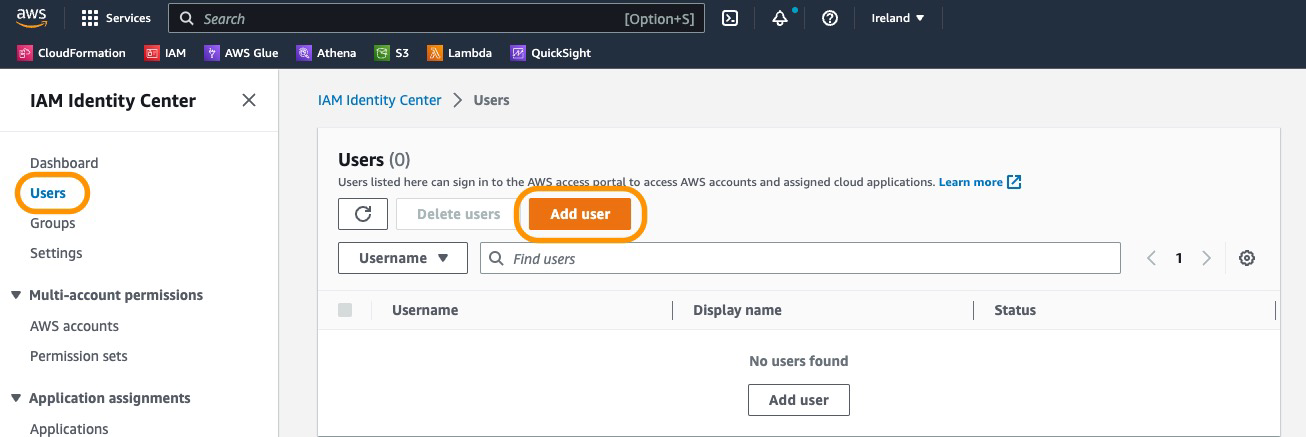 aws Services Search [Option+S] Ireland
CloudFormation IAM AWS Glue Athena S3 Lambda QuickSight
IAM Identity Center
Dashboard
Users
Groups
Settings
Multi-account permissions
AWS accounts
Permission sets
Application assignments
Applications
IAM Identity Center > Users
Users (0)
Users listed here can sign in to the AWS access portal to access AWS accounts and assigned cloud applications. Learn more
Delete users Add user
Username Find users 1
Username Display name Status
No users found
Add user